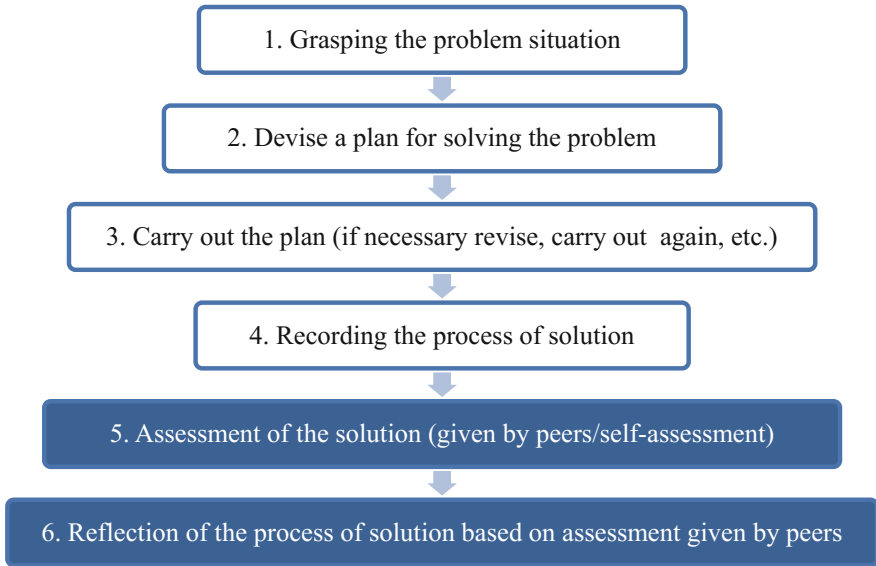 1. Grasping the problem situation
2. Devise a plan for solving the problem
3. Carry out the plan (if necessary revise, carry out again, etc.)
4. Recording the process of solution
5. Assessment of the solution (given by peers/self-assessment)
6. Reflection of the process of solution based on assessment given by peers